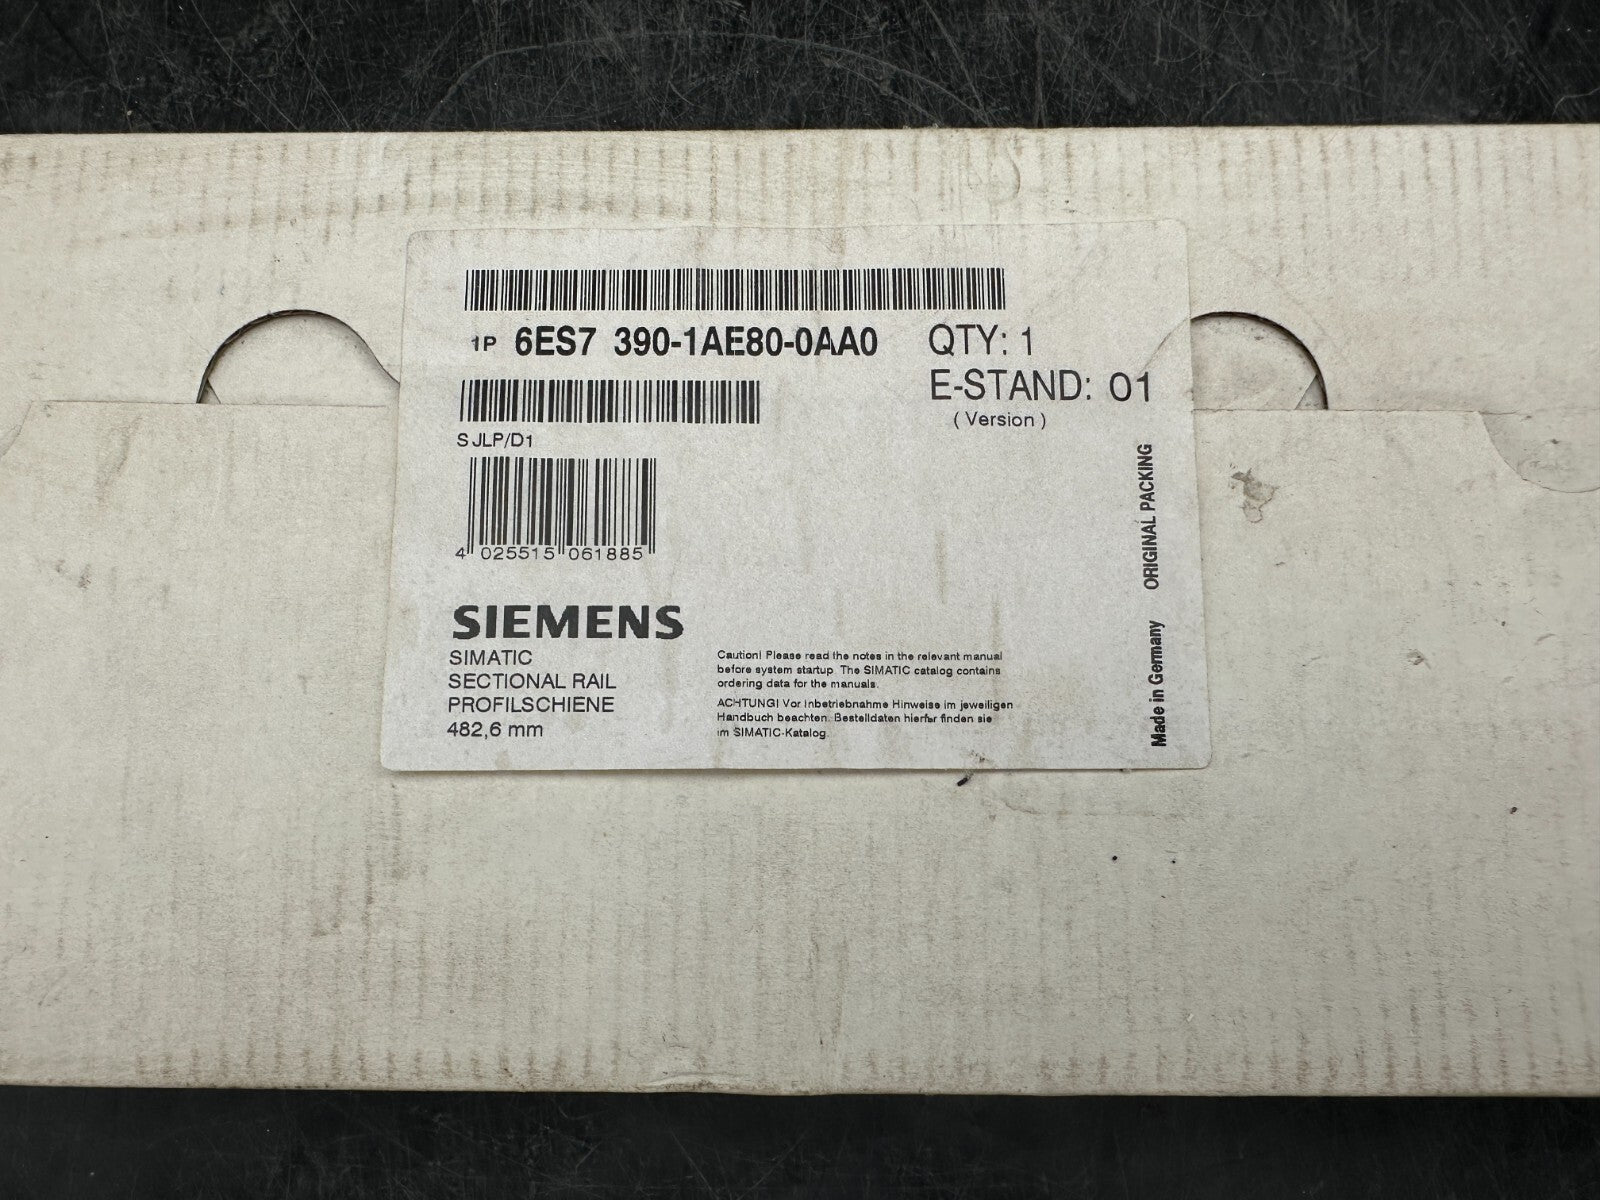 1P 6ES7 390-1AE80-0AA0 QTY: 1
E-STAND: 01
( Version )
SJLP/D1
4 025515 061885
SIEMENS
SIMATIC
SECTIONAL RAIL
PROFILSCHIENE
482,6 mm
Caution! Please read the notes in the relevant manual
before system startup. The SIMATIC catalog contains
ordering data for the manuals.
ACHTUNG! Vor Inbetriebnahme Hinweise im jeweiligen
Handbuch beachten. Bestelldaten hierfür finden sie
im SIMATIC-Katalog.
Made in Germany ORIGINAL PACKING